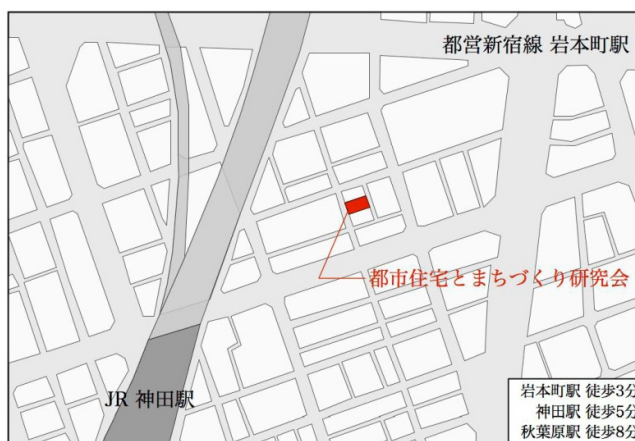 都営新宿線 岩本町駅
都市住宅とまちづくり研究会
JR 神田駅
岩本町駅 徒歩3分
神田駅 徒歩5分
秋葉原駅 徒歩8分